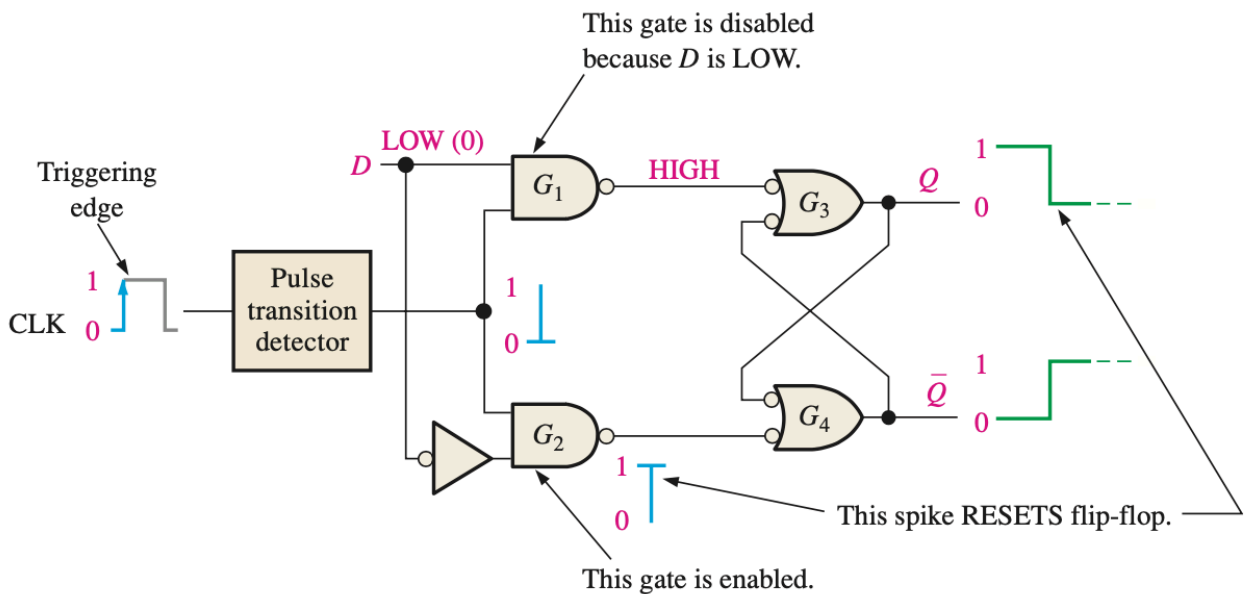 This gate is disabled
because D is LOW.
LOW (0)
D
G₁
HIGH
G₃
Q
1
0
Triggering
edge
1
CLK 0
Pulse
transition
detector
1
0
G₂
G₄
Q̅
1
0
1
0
This spike RESETS flip-flop.
This gate is enabled.